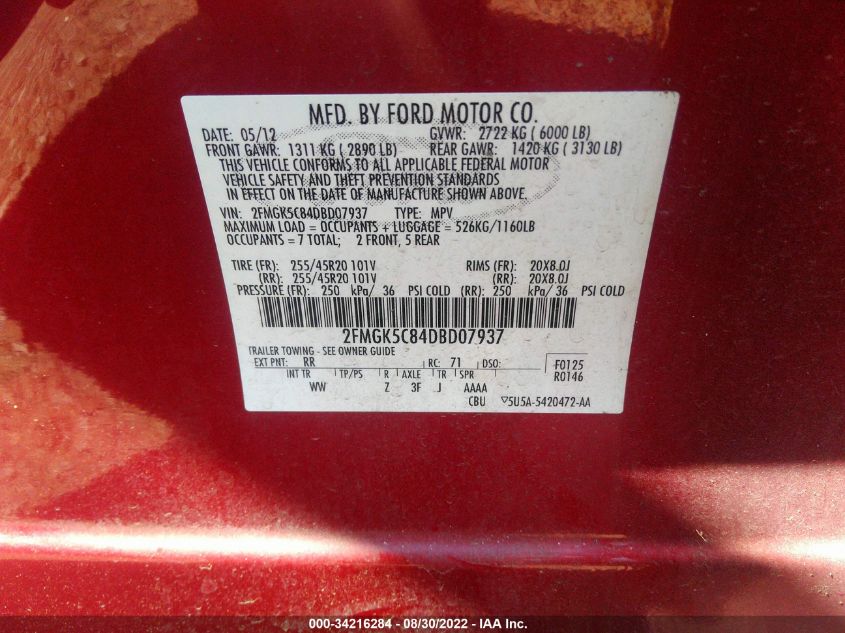 MFD. BY FORD MOTOR CO.
DATE: 05/12 GVWR: 2722 KG ( 6000 LB)
FRONT GAWR: 1311 KG ( 2890 LB) REAR GAWR: 1420 KG ( 3130 LB)
THIS VEHICLE CONFORMS TO ALL APPLICABLE FEDERAL MOTOR
VEHICLE SAFETY AND THEFT PREVENTION STANDARDS
IN EFFECT ON THE DATE OF MANUFACTURE SHOWN ABOVE.
VIN: 2FMGK5C84DBD07937 TYPE: MPV
MAXIMUM LOAD = OCCUPANTS + LUGGAGE = 526KG/1160LB
OCCUPANTS = 7 TOTAL; 2 FRONT, 5 REAR
TIRE (FR): 255/45R20 101V RIMS (FR): 20X8.0J
(RR): 255/45R20 101V (RR): 20X8.0J
PRESSURE (FR): 250 kPa/ 36 PSI COLD (RR): 250 kPa/ 36 PSI COLD
2FMGK5C84DBD07937
TRAILER TOWING - SEE OWNER GUIDE
EXT PNT: RR RC: 71 DSO: F0125
INT TR TP/PS R AXLE TR SPR R0146
WW Z 3F J AAAA
CBU ▽5U5A-5420472-AA
000-34216284 - 08/30/2022 - IAA Inc.